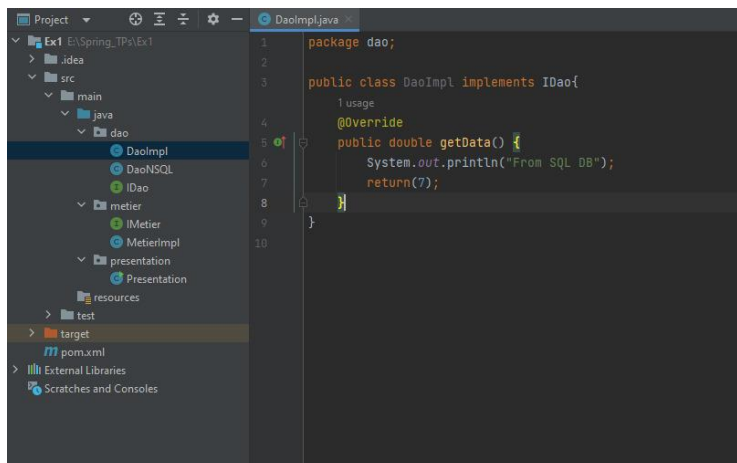 Project
DaoImpl.java
Ex1 E:\Spring_TPs\Ex1
.idea
src
main
java
dao
DaoImpl
DaoNSQL
IDao
metier
IMetier
MetierImpl
presentation
Presentation
resources
test
target
pom.xml
External Libraries
Scratches and Consoles
1 package dao;
2
3 public class DaoImpl implements IDao{
1 usage
4 @Override
5 public double getData() {
6 System.out.println("From SQL DB");
7 return(7);
8 }
9 }
10